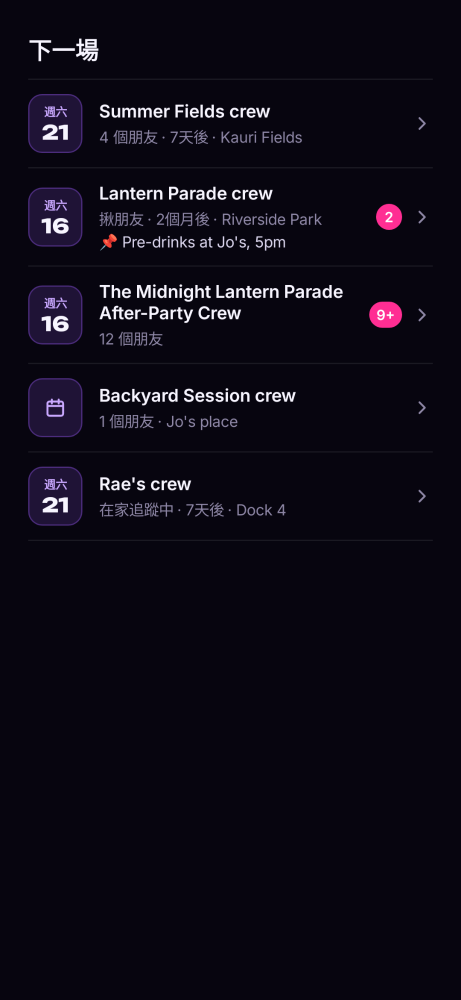 下一場
週六
21
Summer Fields crew
4 個朋友 · 7天後 · Kauri Fields
週六
16
Lantern Parade crew
揪朋友 · 2個月後 · Riverside Park
📌 Pre-drinks at Jo's, 5pm
2
週六
16
The Midnight Lantern Parade
After-Party Crew
12 個朋友
9+
Backyard Session crew
1 個朋友 · Jo's place
週六
21
Rae's crew
在家追蹤中 · 7天後 · Dock 4